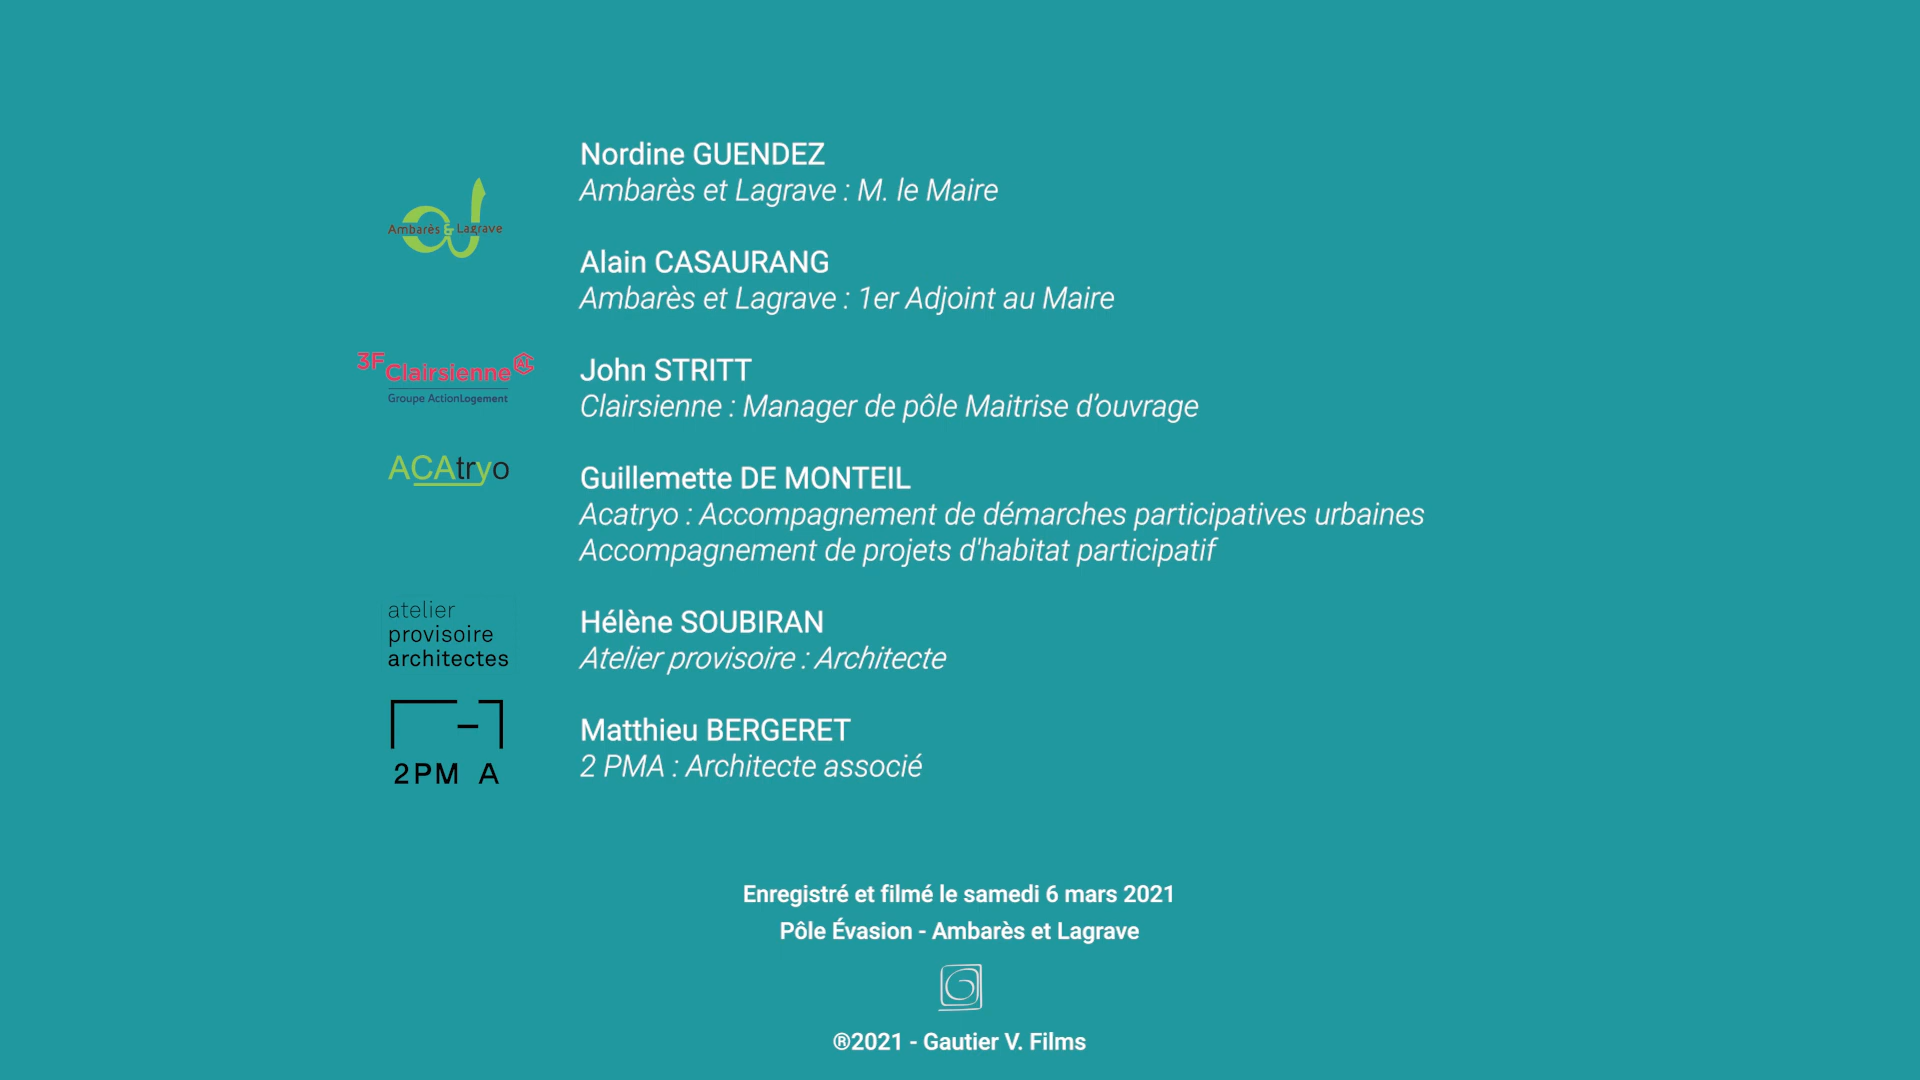 Nordine GUENDEZ
Ambarès et Lagrave : M. le Maire
Ambarès & Lagrave
Alain CASAURANG
Ambarès et Lagrave : 1er Adjoint au Maire
3F Clairsienne
Groupe ActionLogement
John STRITT
Clairsienne : Manager de pôle Maitrise d’ouvrage
ACAtryo
Guillemette DE MONTEIL
Acatryo : Accompagnement de démarches participatives urbaines
Accompagnement de projets d'habitat participatif
atelier
provisoire
architectes
Hélène SOUBIRAN
Atelier provisoire : Architecte
2PM A
Matthieu BERGERET
2 PMA : Architecte associé
Enregistré et filmé le samedi 6 mars 2021
Pôle Évasion - Ambarès et Lagrave
®2021 - Gautier V. Films